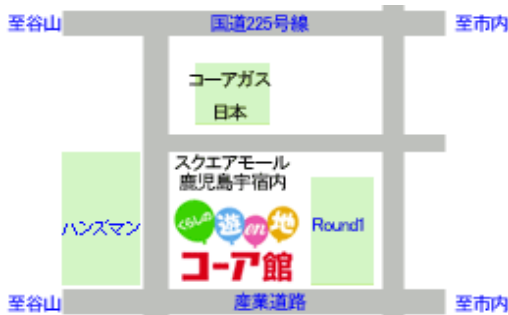 至谷山 国道225号線 至市内
コーアガス
日本
スクエアモール
鹿児島宇宿内
ハンズマン
くらしの遊en地
Round1
コーア館
至谷山 産業道路 至市内